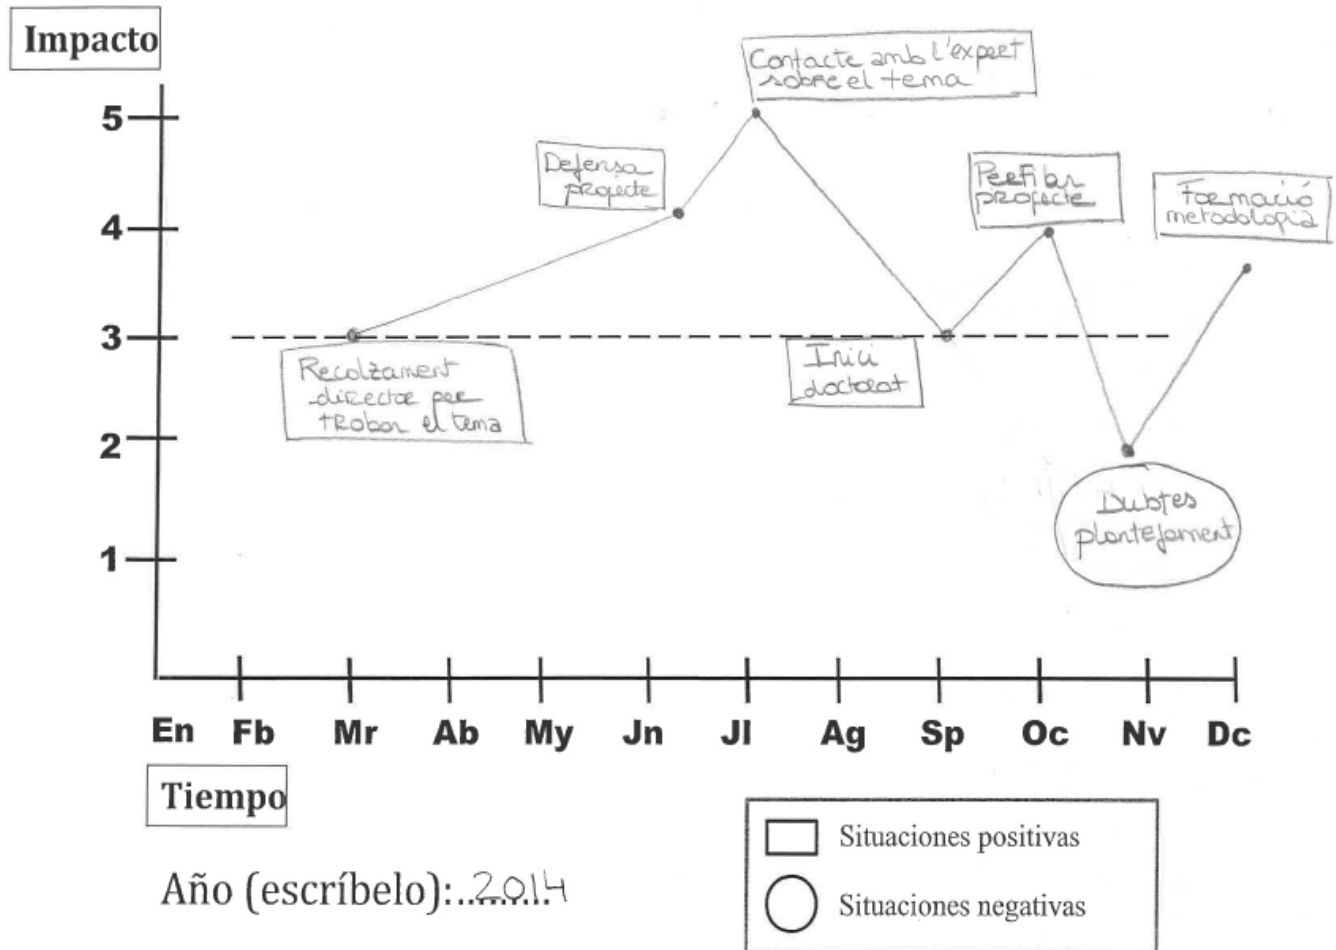 Impacto
Contacte amb l'expert
sobre el tema
5
Defensa
projecte
Perfilar
projecte
Formació
metodologia
4
3
Recolzament
director per
trobar el tema
Inici
doctorat
2
Dubtes
plantejament
1
En Fb Mr Ab My Jn Jl Ag Sp Oc Nv Dc
Tiempo
Situaciones positivas
Año (escríbelo):..2014
Situaciones negativas